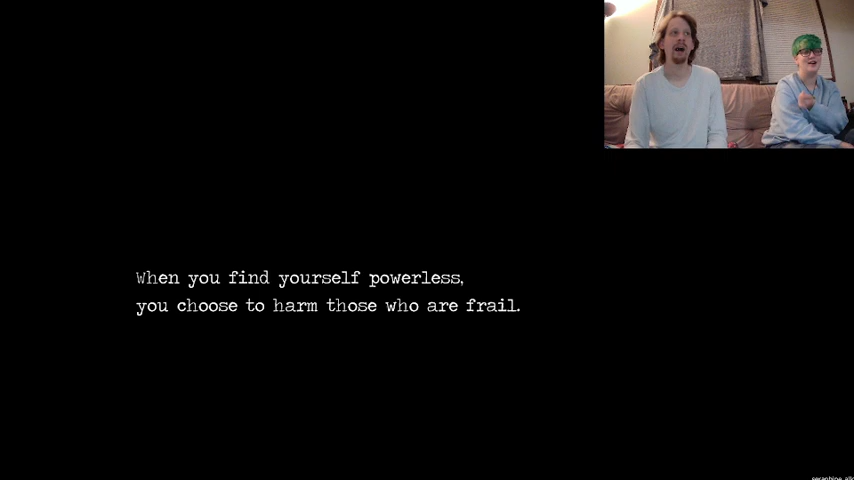 When you find yourself powerless,
you choose to harm those who are frail.